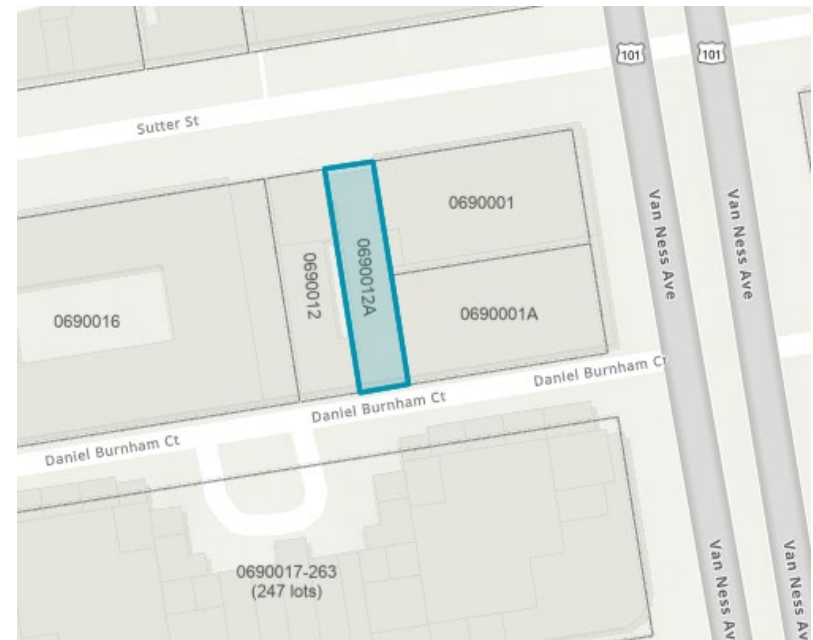 101
101
Sutter St
0690001
Van Ness Ave
Van Ness Ave
0690012
0690012A
0690016
0690001A
Daniel Burnham Ct
Daniel Burnham Ct
Daniel Burnham Ct
0690017-263
(247 lots)
Van Ness Av
Van Ness A